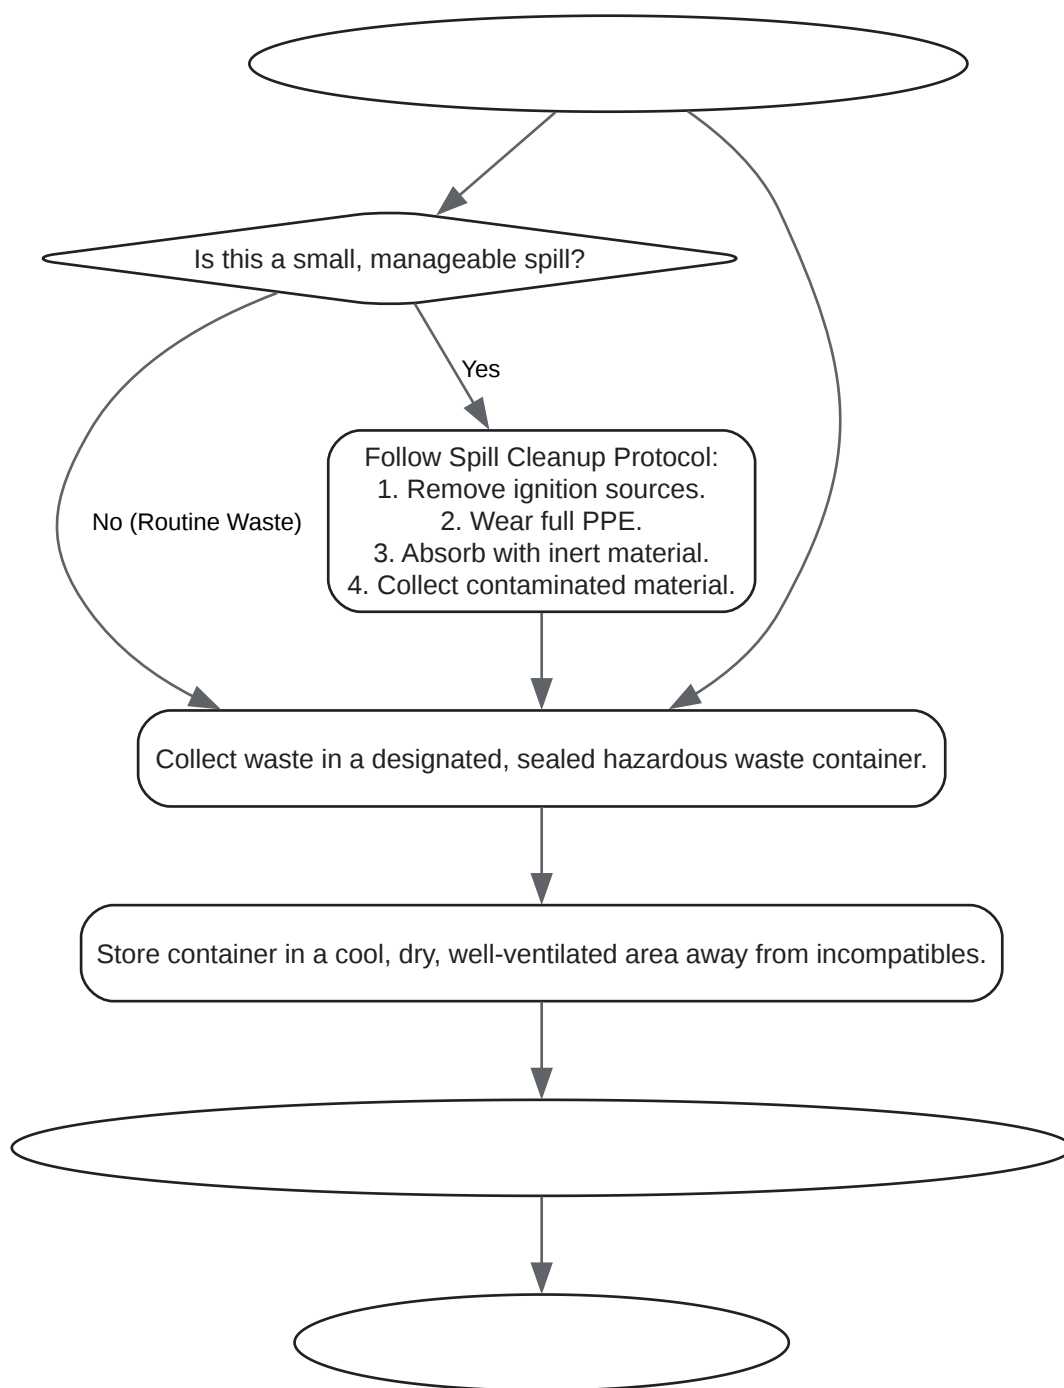 Is this a small, manageable spill?
Yes
Follow Spill Cleanup Protocol:
1. Remove ignition sources.
No (Routine Waste)
2. Wear full PPE.
3. Absorb with inert material.
4. Collect contaminated material.
Collect waste in a designated, sealed hazardous waste container.
Store container in a cool, dry, well-ventilated area away from incompatibles.